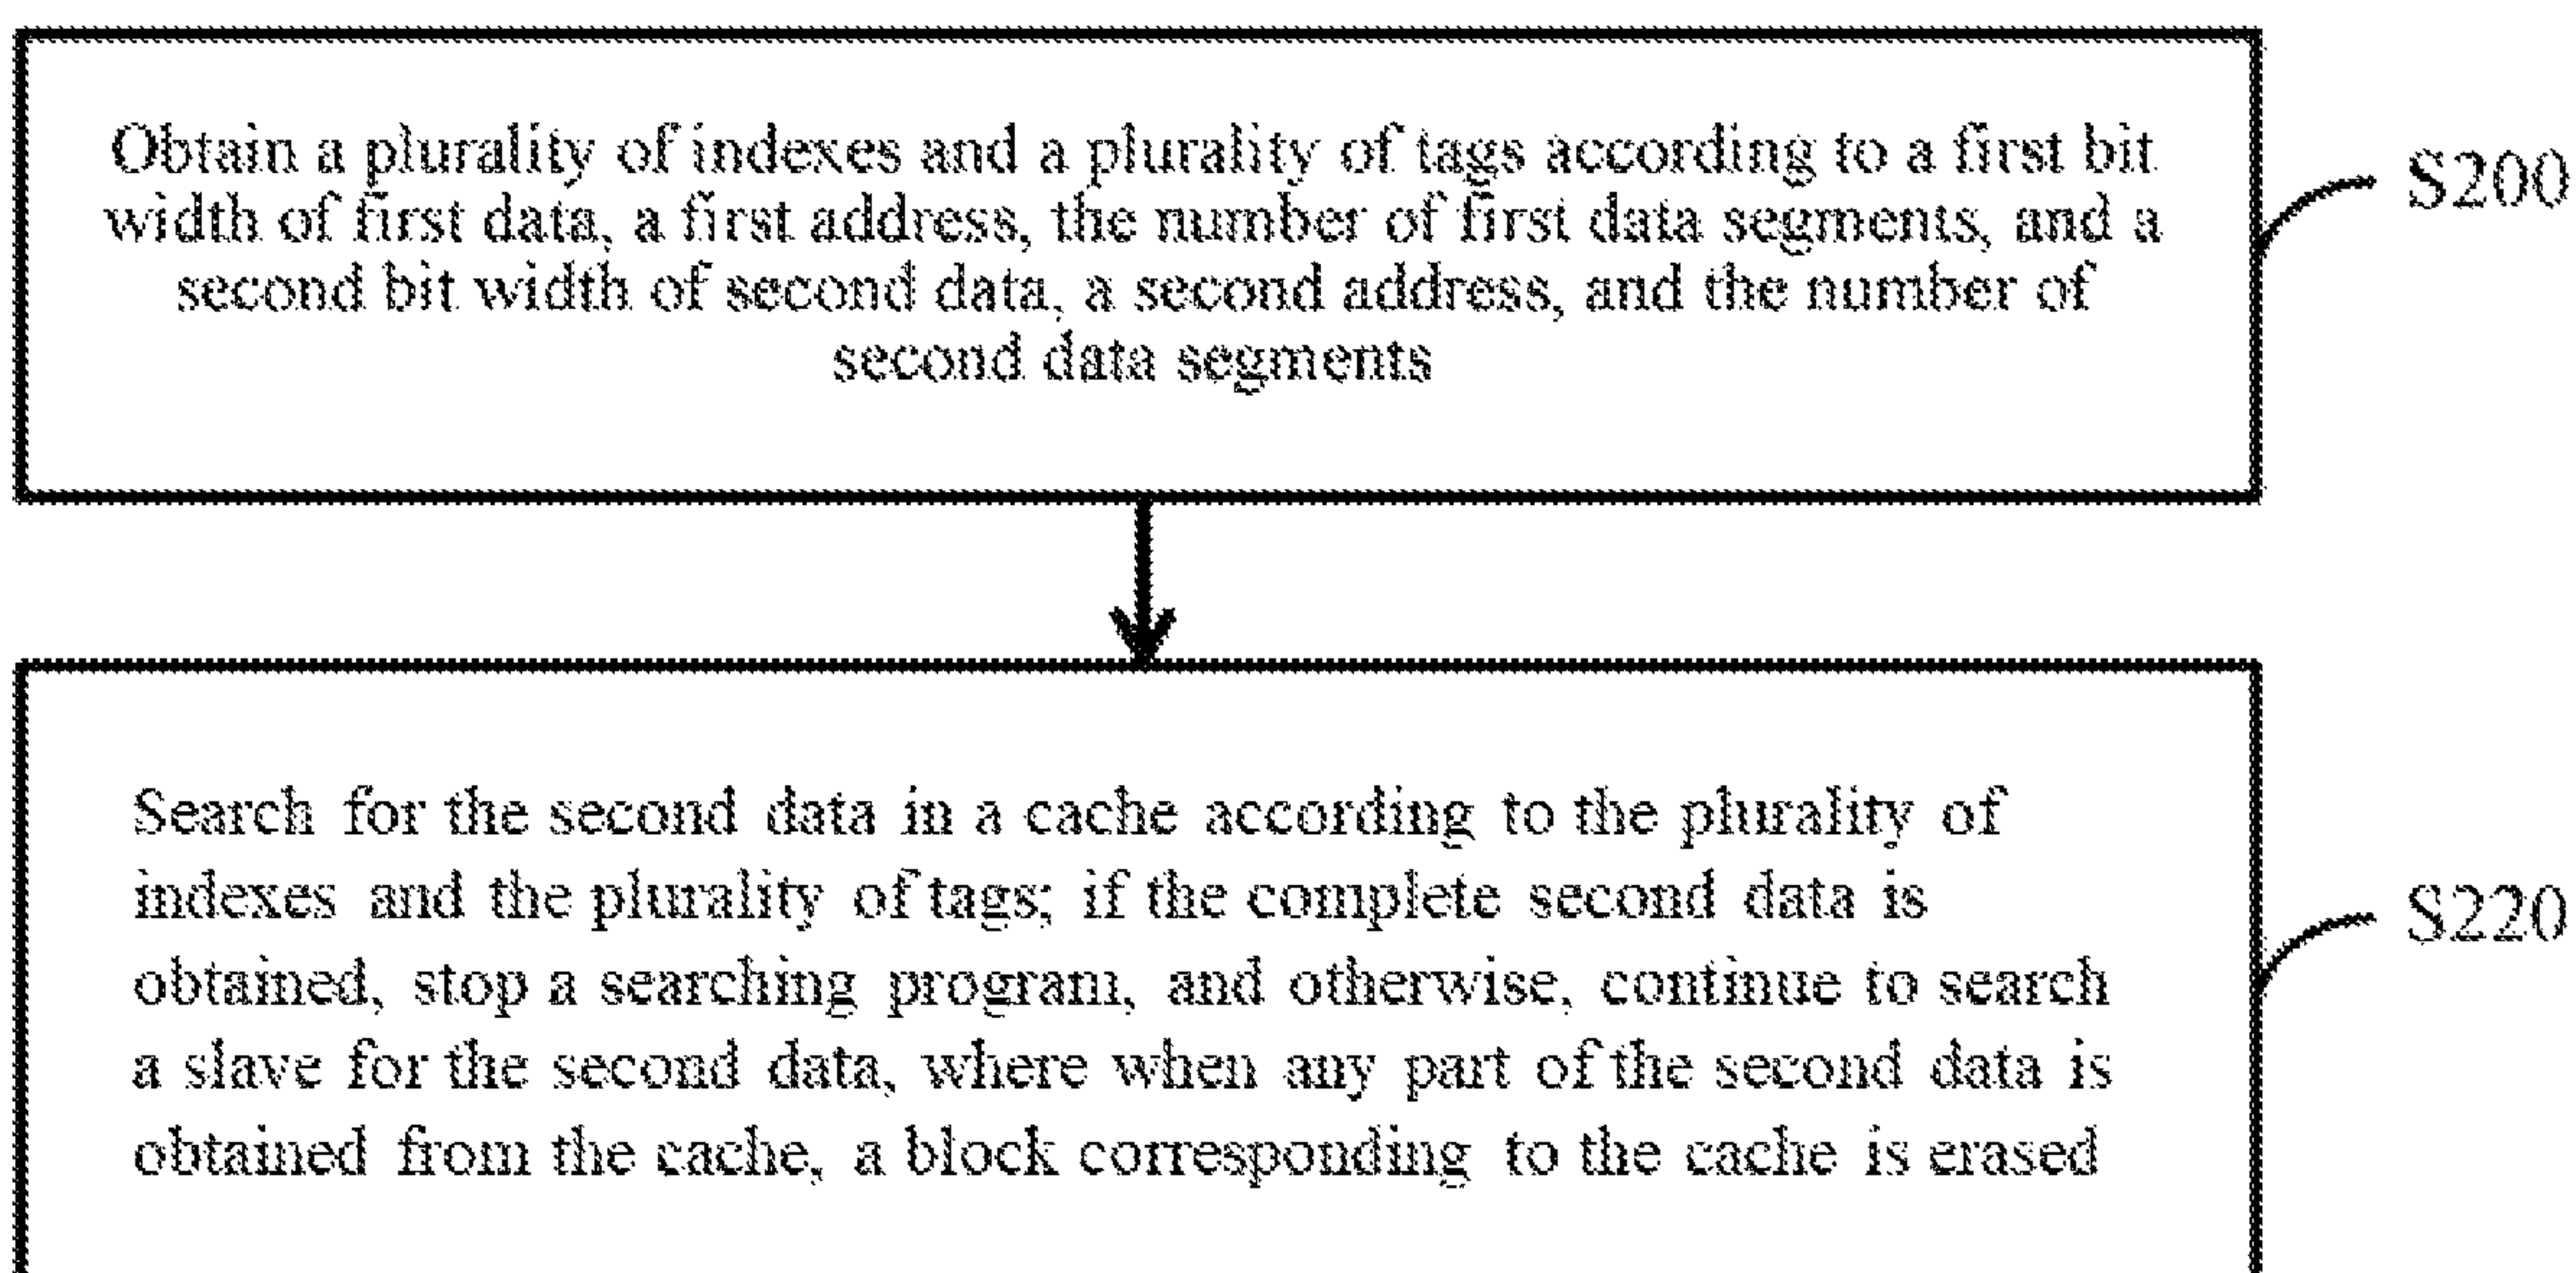 Obtain a plurality of indexes and a plurality of tags according to a first bit
width of first data, a first address, the number of first data segments, and a
second bit width of second data, a second address, and the number of
second data segments
S200
Search for the second data in a cache according to the plurality of
indexes and the plurality of tags; if the complete second data is
obtained, stop a searching program, and otherwise, continue to search
a slave for the second data, where when any part of the second data is
obtained from the cache, a block corresponding to the cache is erased
S220